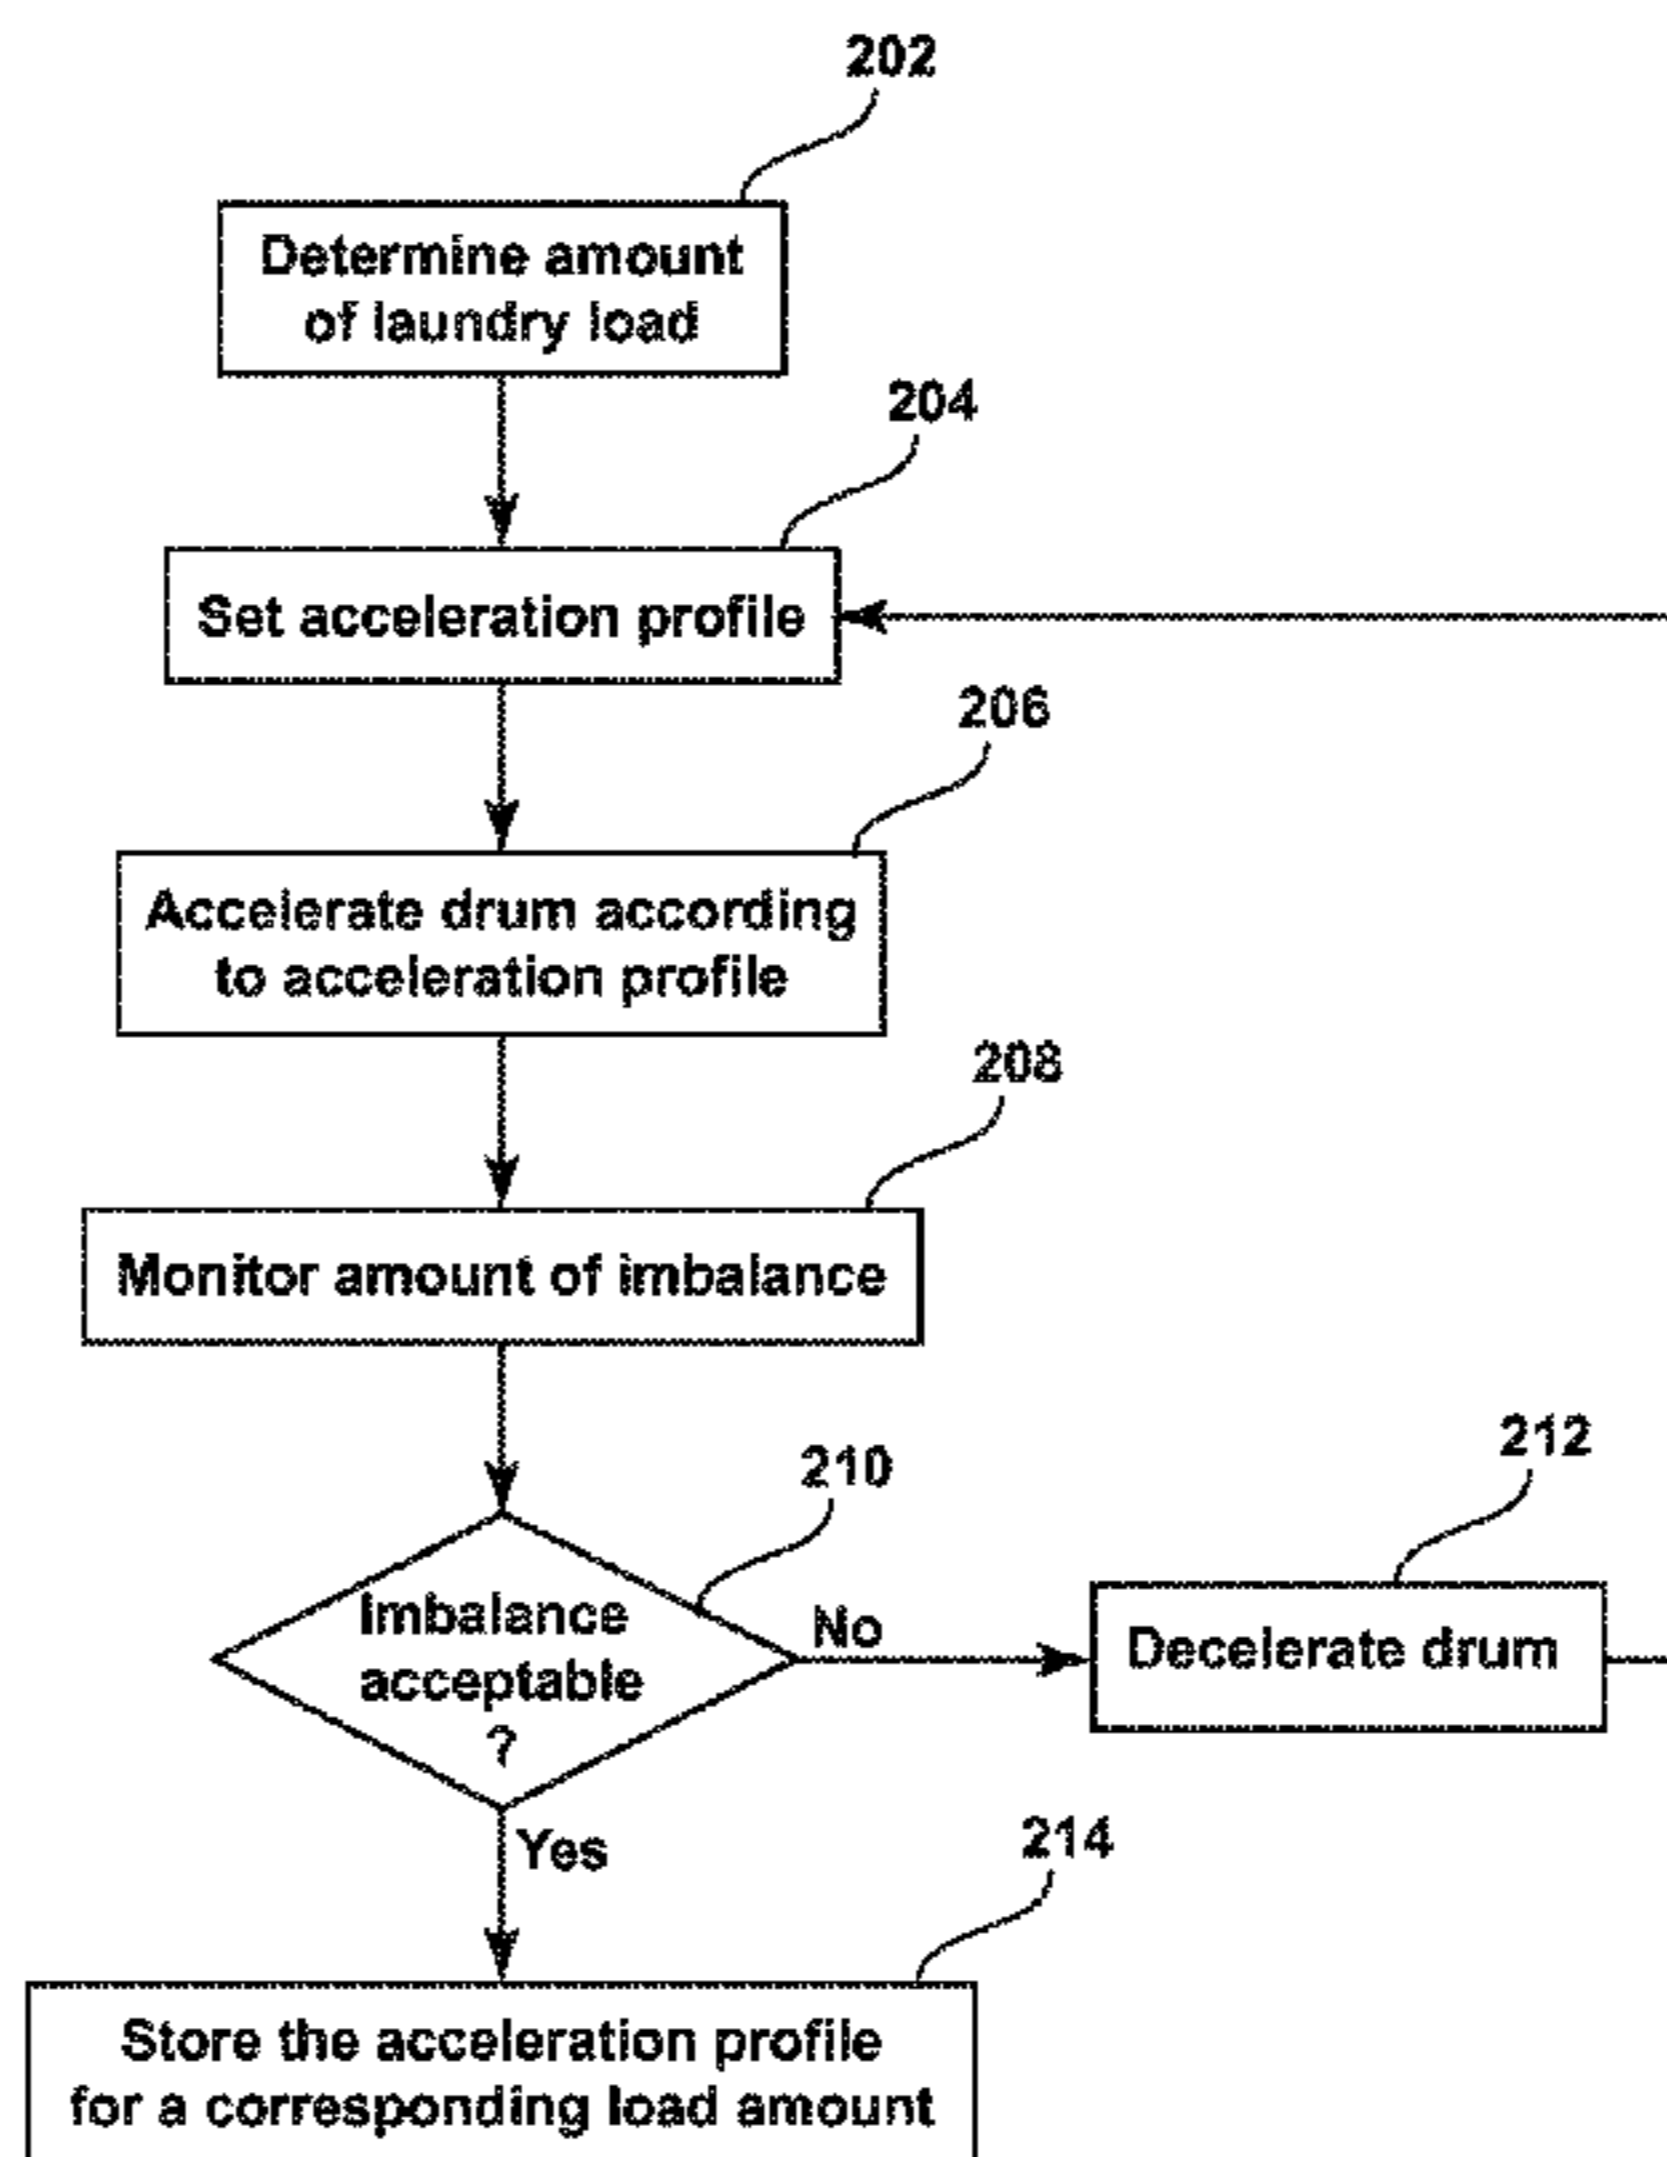 202
Determine amount
of laundry load
204
Set acceleration profile
206
Accelerate drum according
to acceleration profile
208
Monitor amount of imbalance
210
212
Imbalance
acceptable
?
No
Decelerate drum
Yes
214
Store the acceleration profile
for a corresponding load amount